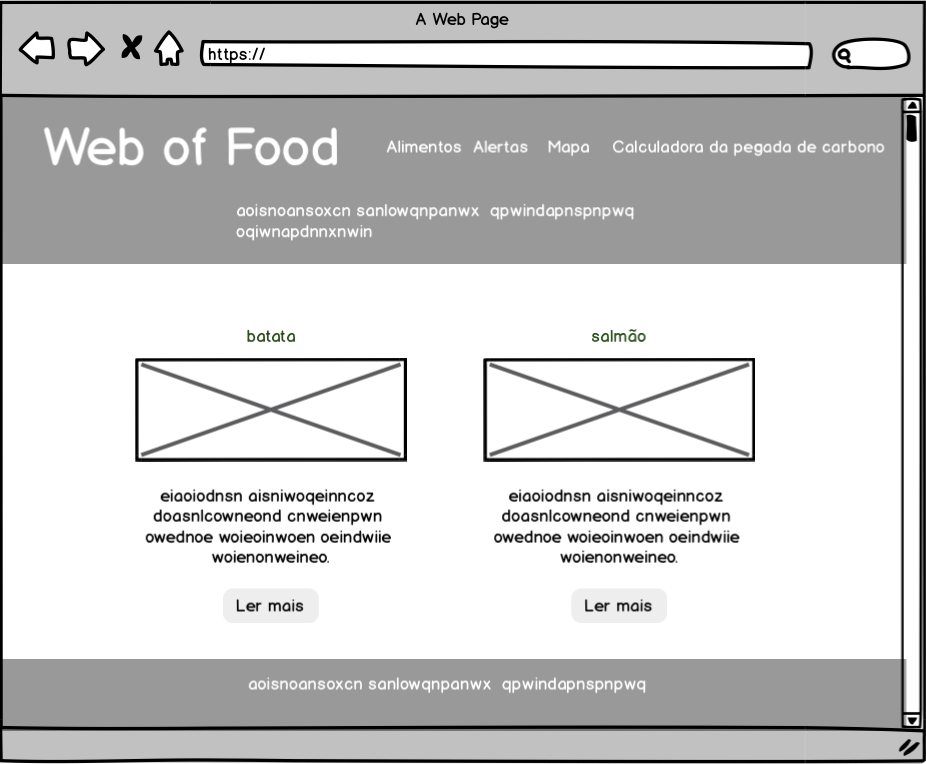 A Web Page
https://
Web of Food
Alimentos Alertas Mapa Calculadora da pegada de carbono
aoisnoansoxcn sanlowqnpanwx qpwindapnspnpwq
oqiwnapdnnxnwin
batata
salmão
eiaoiodnsn aisniwoqeinncoz
doasnlcowneond cnweienpwn
owednoe woieoinwoen oeindwiie
woienonweineo.
eiaoiodnsn aisniwoqeinncoz
doasnlcowneond cnweienpwn
owednoe woieoinwoen oeindwiie
woienonweineo.
Ler mais
Ler mais
aoisnoansoxcn sanlowqnpanwx qpwindapnspnpwq